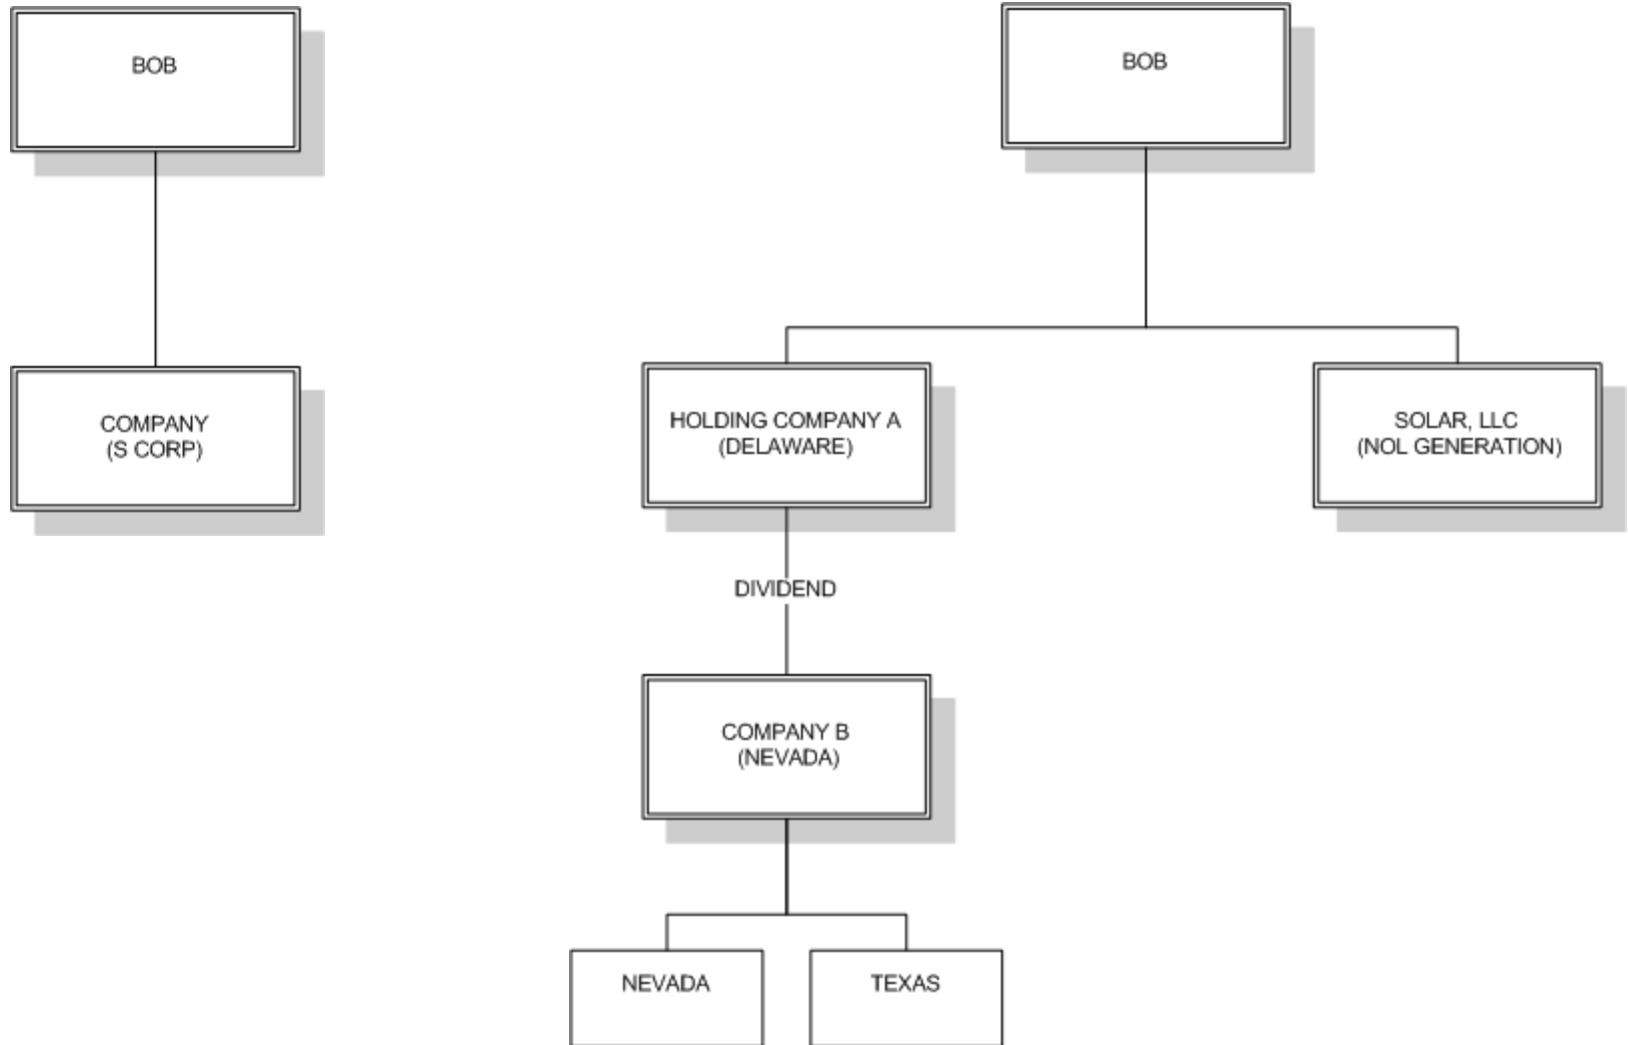 BOB
COMPANY
(S CORP)
BOB
HOLDING COMPANY A
(DELAWARE)
SOLAR, LLC
(NOL GENERATION)
DIVIDEND
COMPANY B
(NEVADA)
NEVADA
TEXAS